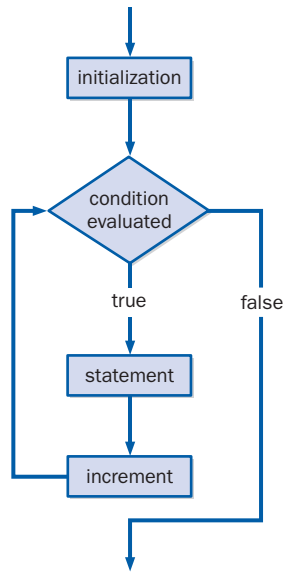 initialization
condition
evaluated
true
false
statement
increment